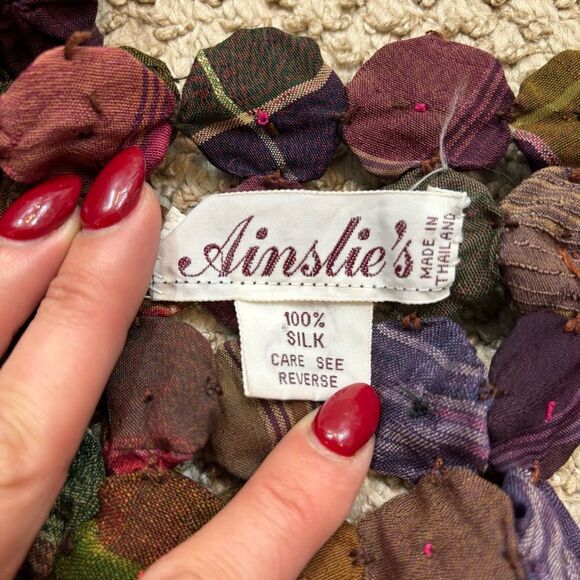 Ainslie's
MADE IN
THAILAND
100%
SILK
CARE SEE
REVERSE